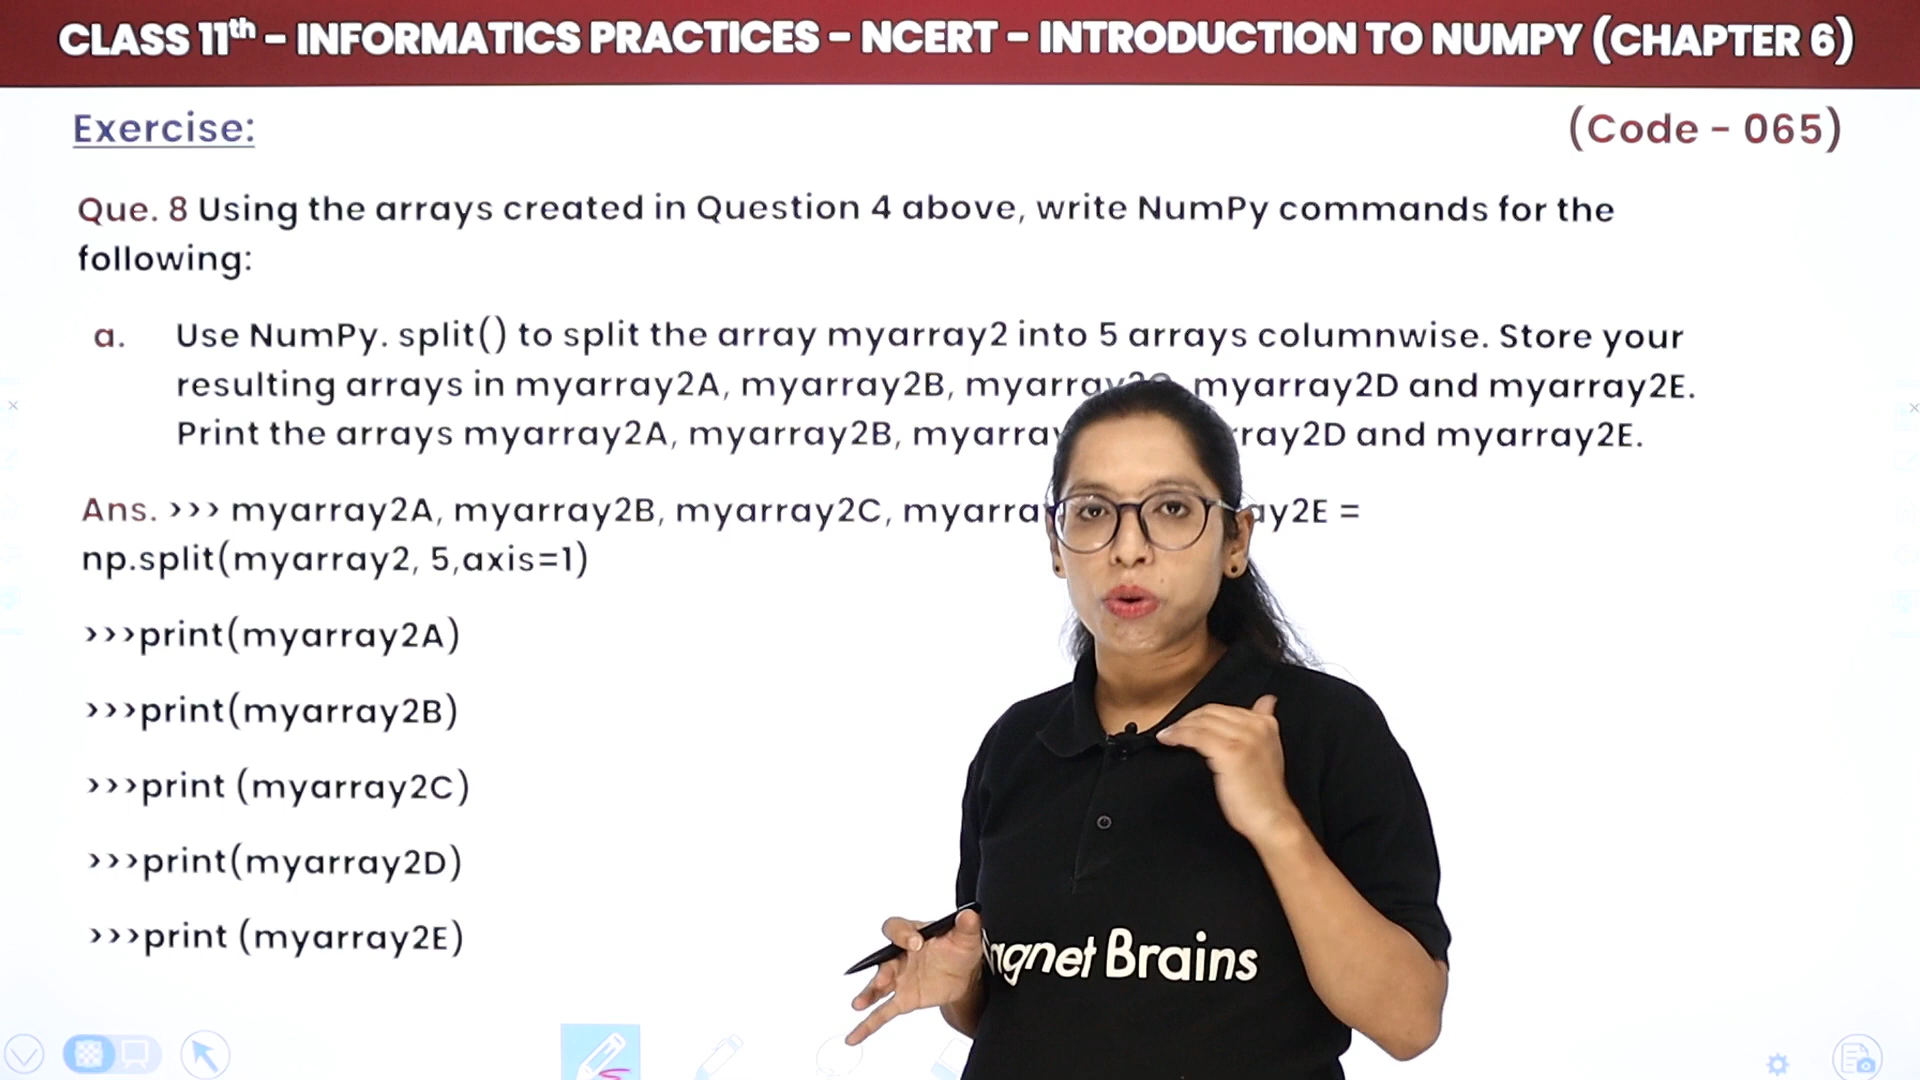 CLASS 11th - INFORMATICS PRACTICES - NCERT - INTRODUCTION TO NUMPY (CHAPTER 6)
Exercise:
(Code - 065)
Que. 8 Using the arrays created in Question 4 above, write NumPy commands for the
following:
a. Use NumPy. split() to split the array myarray2 into 5 arrays columnwise. Store your
resulting arrays in myarray2A, myarray2B, myarray2C, myarray2D and myarray2E.
Print the arrays myarray2A, myarray2B, myarray2D and myarray2E.
Ans. >>> myarray2A, myarray2B, myarray2C, =
np.split(myarray2, 5,axis=1)
>>>print(myarray2A)
>>>print(myarray2B)
>>>print (myarray2C)
>>>print(myarray2D)
>>>print (myarray2E)
Brains